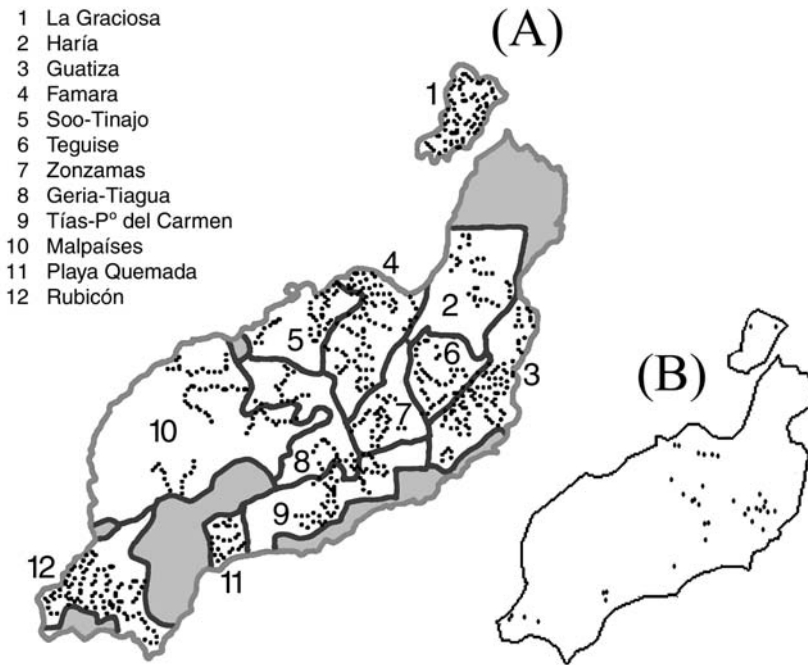 1 La Graciosa
2 Haría
3 Guatiza
4 Famara
5 Soo-Tinajo
6 Teguise
7 Zonzamas
8 Geria-Tiagua
9 Tías-Pº del Carmen
10 Malpaíses
11 Playa Quemada
12 Rubicón
(A)
1
4
2
5
6
3
(B)
7
10
8
9
12
11